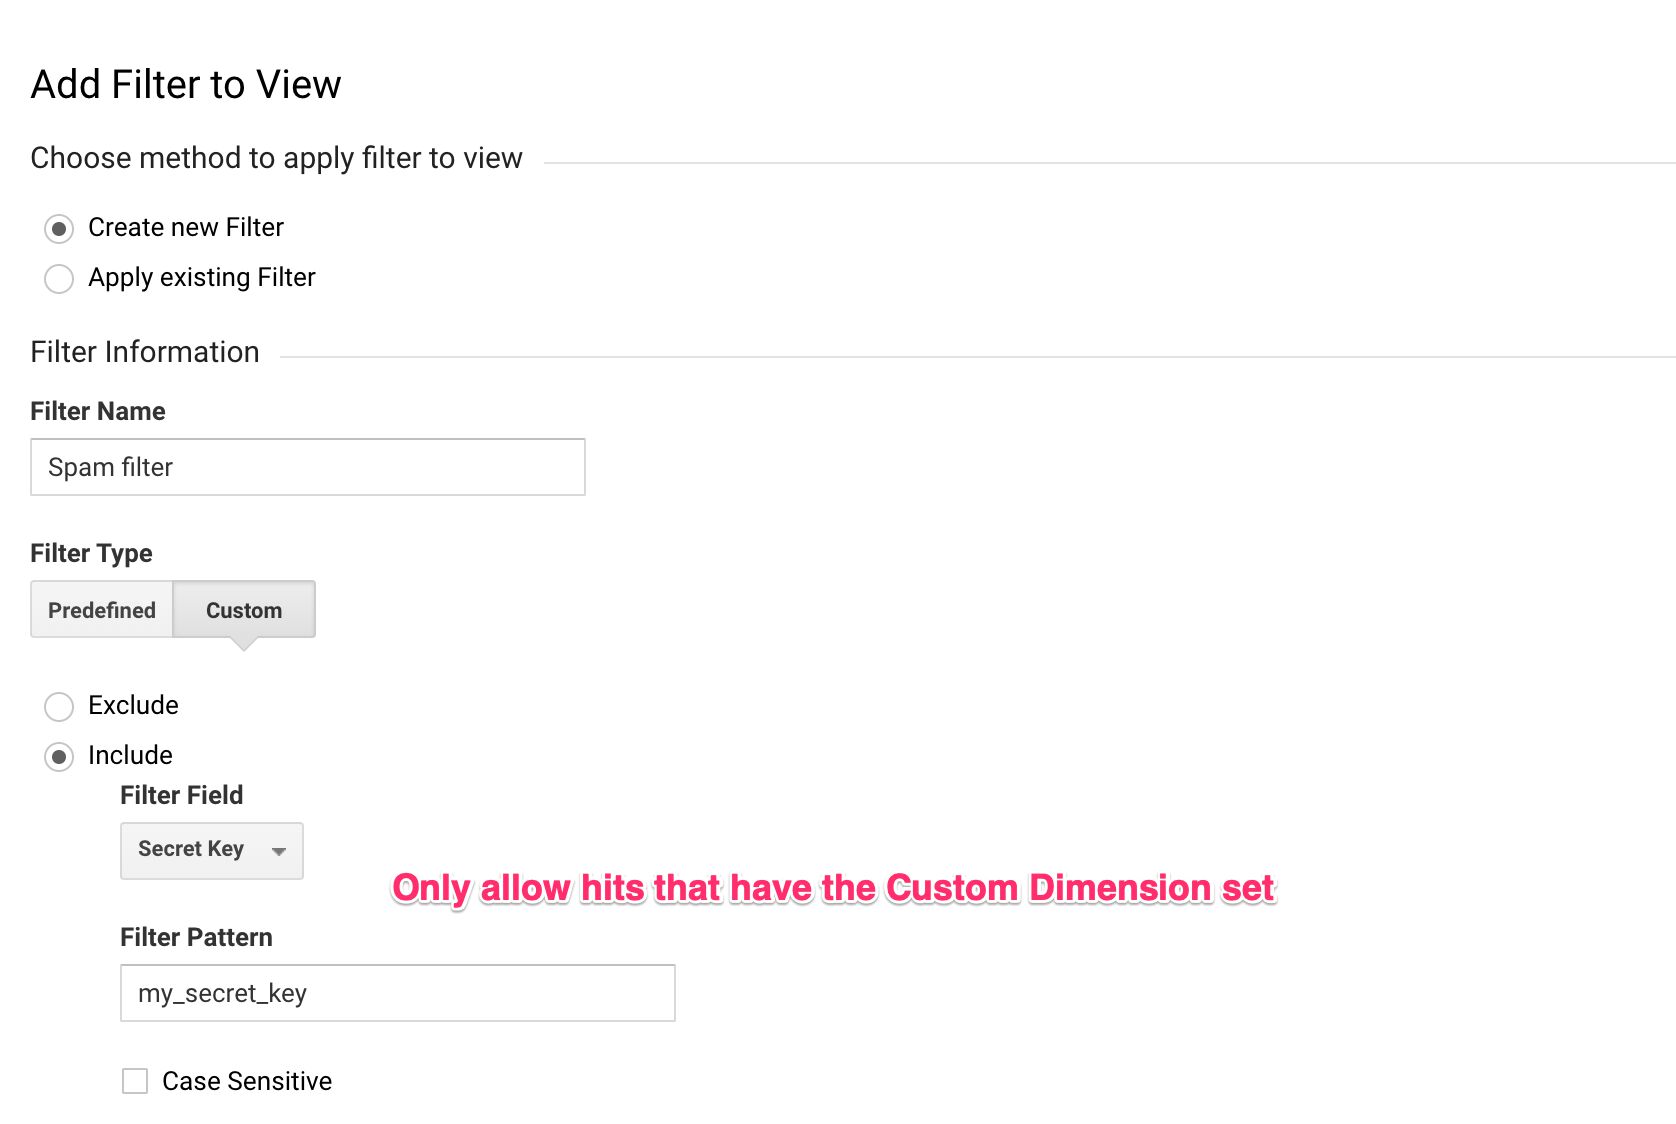 Add Filter to View
Choose method to apply filter to view
Create new Filter
Apply existing Filter
Filter Information
Filter Name
Spam filter
Filter Type
Predefined Custom
Exclude
Include
Filter Field
Secret Key
Only allow hits that have the Custom Dimension set
Filter Pattern
my_secret_key
Case Sensitive